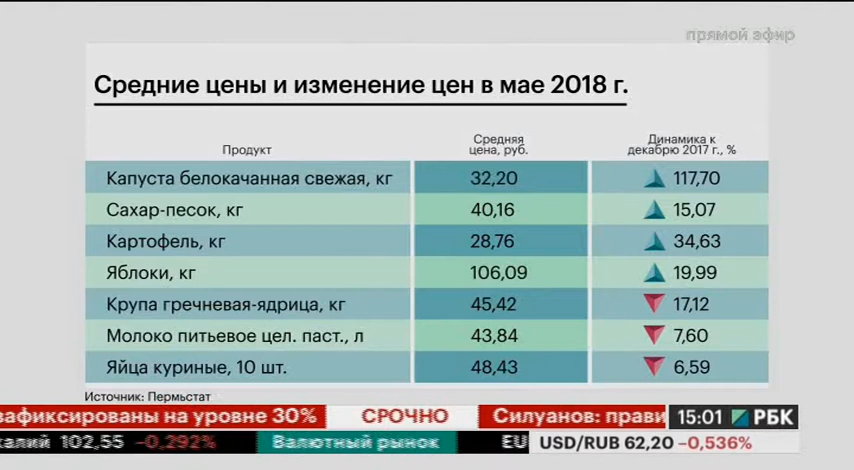 прямой эфир
Средние цены и изменение цен в мае 2018 г.
Продукт
Средняя цена, руб.
Динамика к декабрю 2017 г., %
Капуста белокачанная свежая, кг 32,20 117,70
Сахар-песок, кг 40,16 15,07
Картофель, кг 28,76 34,63
Яблоки, кг 106,09 19,99
Крупа гречневая-ядрица, кг 45,42 17,12
Молоко питьевое цел. паст., л 43,84 7,60
Яйца куриные, 10 шт. 48,43 6,59
Источник: Пермьстат
зафиксированы на уровне 30% СРОЧНО Силуанов: прави 15:01 РБК
102,55 -0,292% Валютный рынок EU USD/RUB 62,20 -0,536%